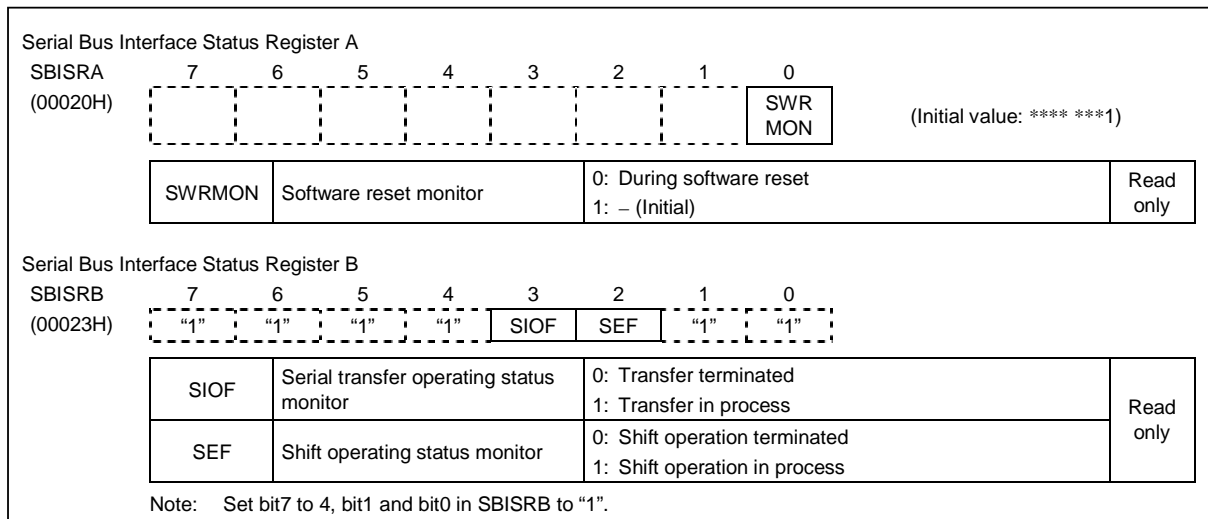 Serial Bus Interface Status Register A
SBISRA 7 6 5 4 3 2 1 0
(00020H) SWR MON (Initial value: **** ***1)
SWRMON Software reset monitor 0: During software reset Read only
1: – (Initial)
Serial Bus Interface Status Register B
SBISRB 7 6 5 4 3 2 1 0
(00023H) “1” “1” “1” “1” SIOF SEF “1” “1”
SIOF Serial transfer operating status monitor 0: Transfer terminated Read only
1: Transfer in process
SEF Shift operating status monitor 0: Shift operation terminated
1: Shift operation in process
Note: Set bit7 to 4, bit1 and bit0 in SBISRB to “1”.